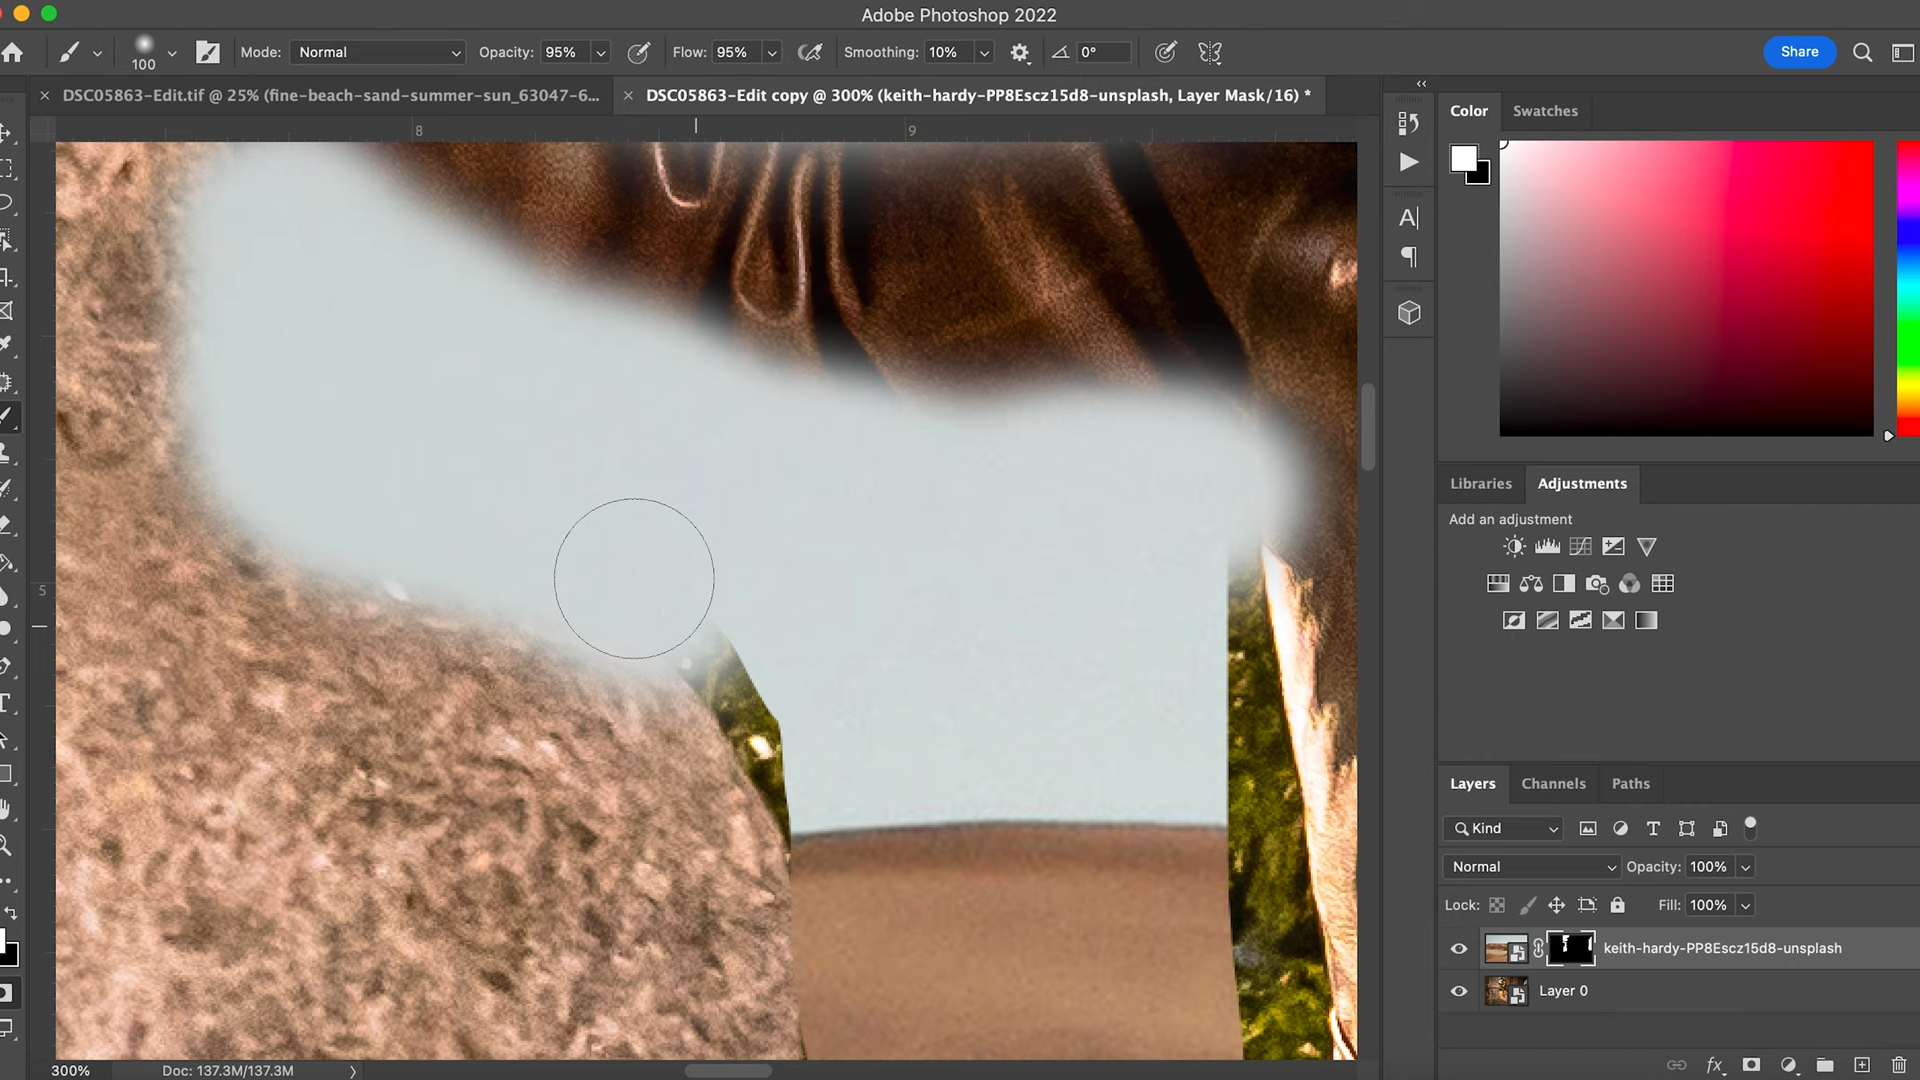 Adobe Photoshop 2022
100
Mode: Normal
Opacity: 95%
Flow: 95%
Smoothing: 10%
0°
Share
DSC05863-Edit.tif @ 25% (fine-beach-sand-summer-sun_63047-6...
DSC05863-Edit copy @ 300% (keith-hardy-PP8Escz15d8-unsplash, Layer Mask/16) *
8
9
5
Color
Swatches
Libraries
Adjustments
Add an adjustment
Layers
Channels
Paths
Kind
Normal
Opacity: 100%
Lock:
Fill: 100%
keith-hardy-PP8Escz15d8-unsplash
Layer 0
fx
300%
Doc: 137.3M/137.3M